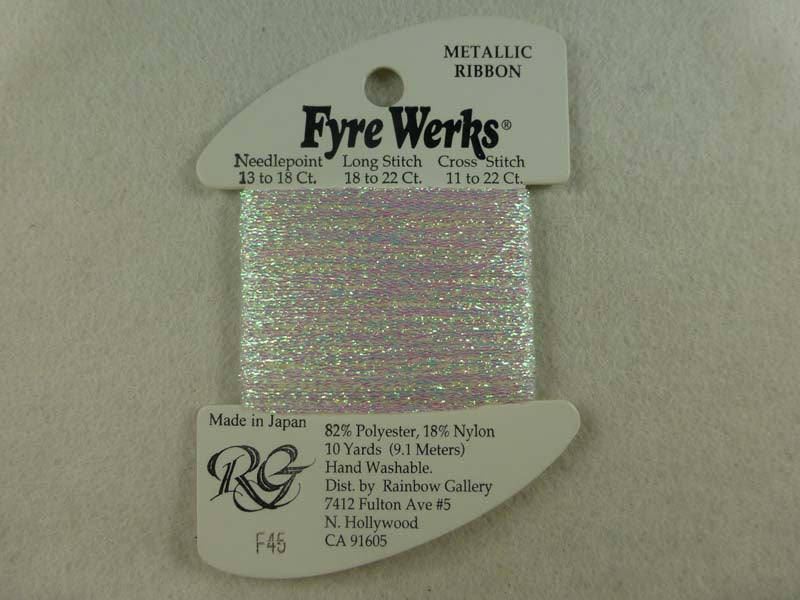 METALLIC
RIBBON
Fyre Werks®
Needlepoint Long Stitch Cross Stitch
13 to 18 Ct. 18 to 22 Ct. 11 to 22 Ct.
Made in Japan
RG
F45
82% Polyester, 18% Nylon
10 Yards (9.1 Meters)
Hand Washable.
Dist. by Rainbow Gallery
7412 Fulton Ave #5
N. Hollywood
CA 91605